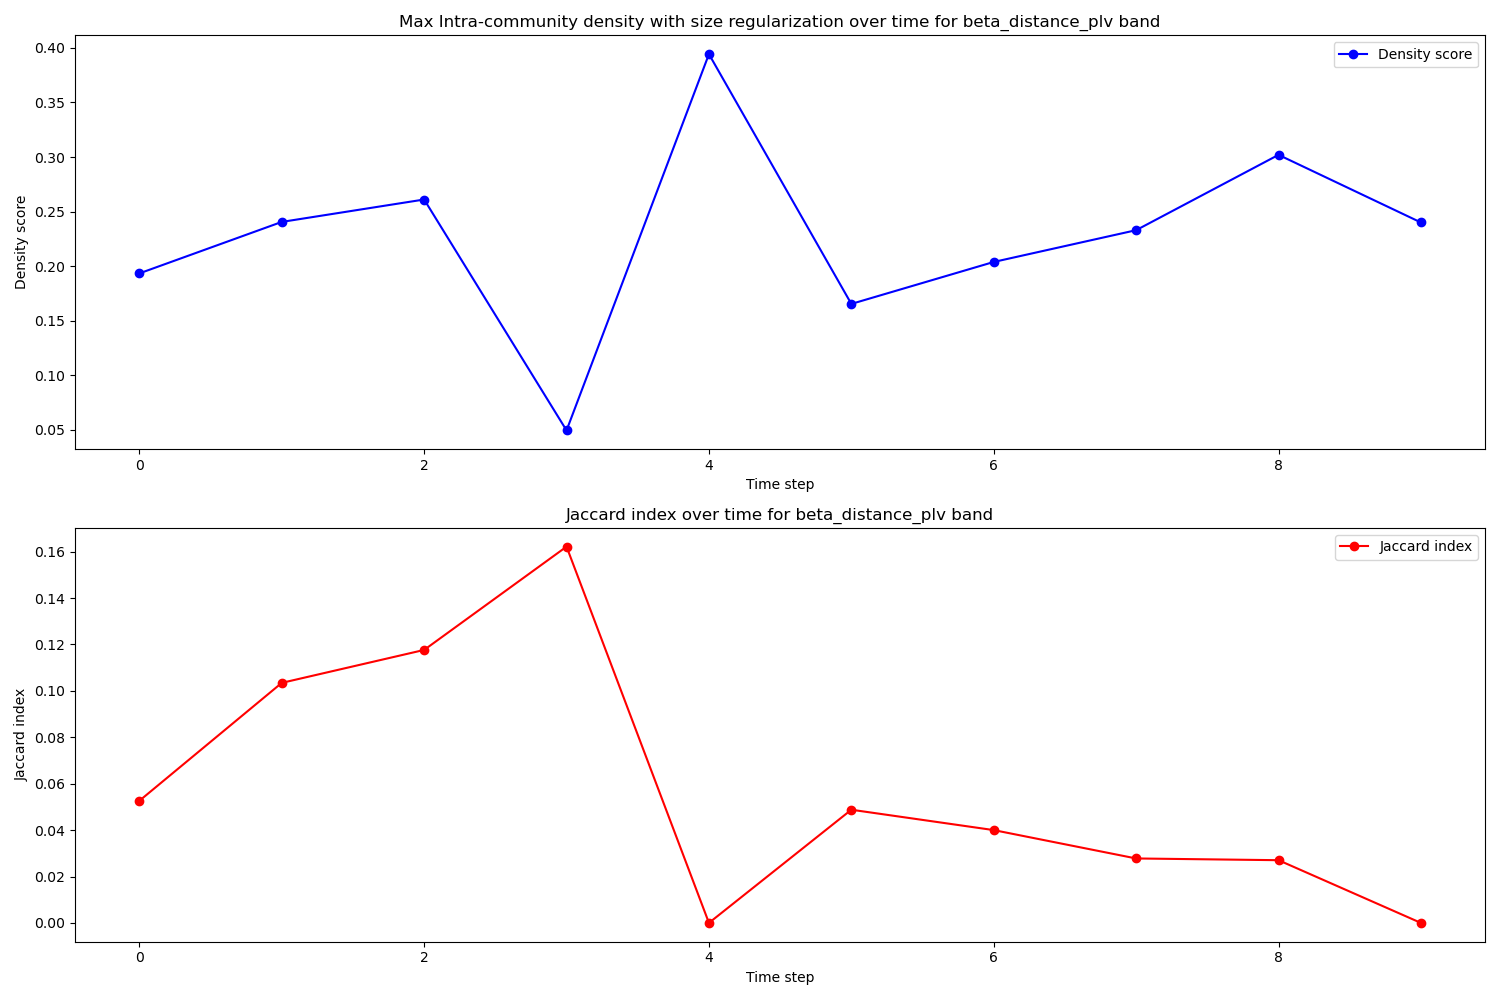 Max Intra-community density with size regularization over time for beta_distance_plv band
Density score
0.40
0.35
0.30
0.25
0.20
0.15
0.10
0.05
Density score
0 2 4 6 8
Time step
Jaccard index over time for beta_distance_plv band
Jaccard index
0.16
0.14
0.12
0.10
0.08
0.06
0.04
0.02
0.00
Jaccard index
0 2 4 6 8
Time step